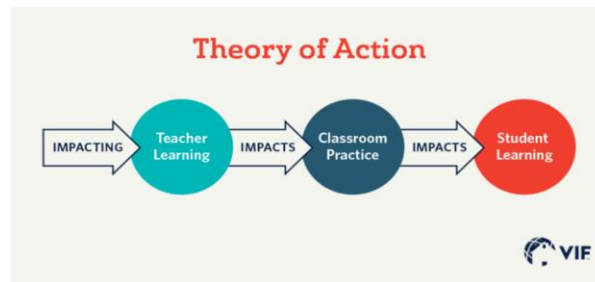 Theory of Action
IMPACTING
Teacher
Learning
IMPACTS
Classroom
Practice
IMPACTS
Student
Learning
VIF